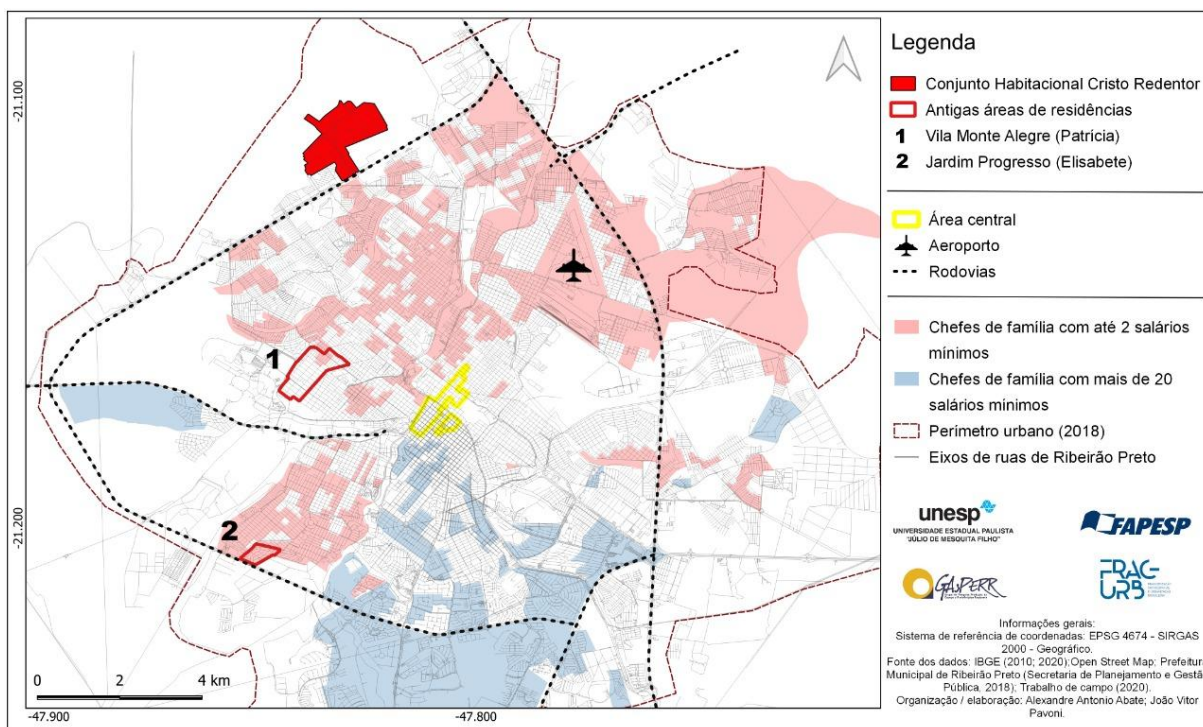 -21.100
-21.200
1
2
0 2 4 km
-47.900
-47.800
Legenda
Conjunto Habitacional Cristo Redentor
Antigas áreas de residências
1 Vila Monte Alegre (Patrícia)
2 Jardim Progresso (Elisabete)
Área central
Aeroporto
Rodovias
Chefes de família com até 2 salários
mínimos
Chefes de família com mais de 20
salários mínimos
Perímetro urbano (2018)
Eixos de ruas de Ribeirão Preto
unesp
UNIVERSIDADE ESTADUAL PAULISTA
"JÚLIO DE MESQUITA FILHO"
FAPESP
GAsPERR
FRAG-
URB
Informações gerais:
Sistema de referência de coordenadas: EPSG 4674 - SIRGAS
2000 - Geográfico.
Fonte dos dados: IBGE (2010; 2020);Open Street Map; Prefeitura
Municipal de Ribeirão Preto (Secretaria de Planejamento e Gestã
Pública, 2018); Trabalho de campo (2020).
Organização / elaboração: Alexandre Antonio Abate; João Vitor
Pavoni.